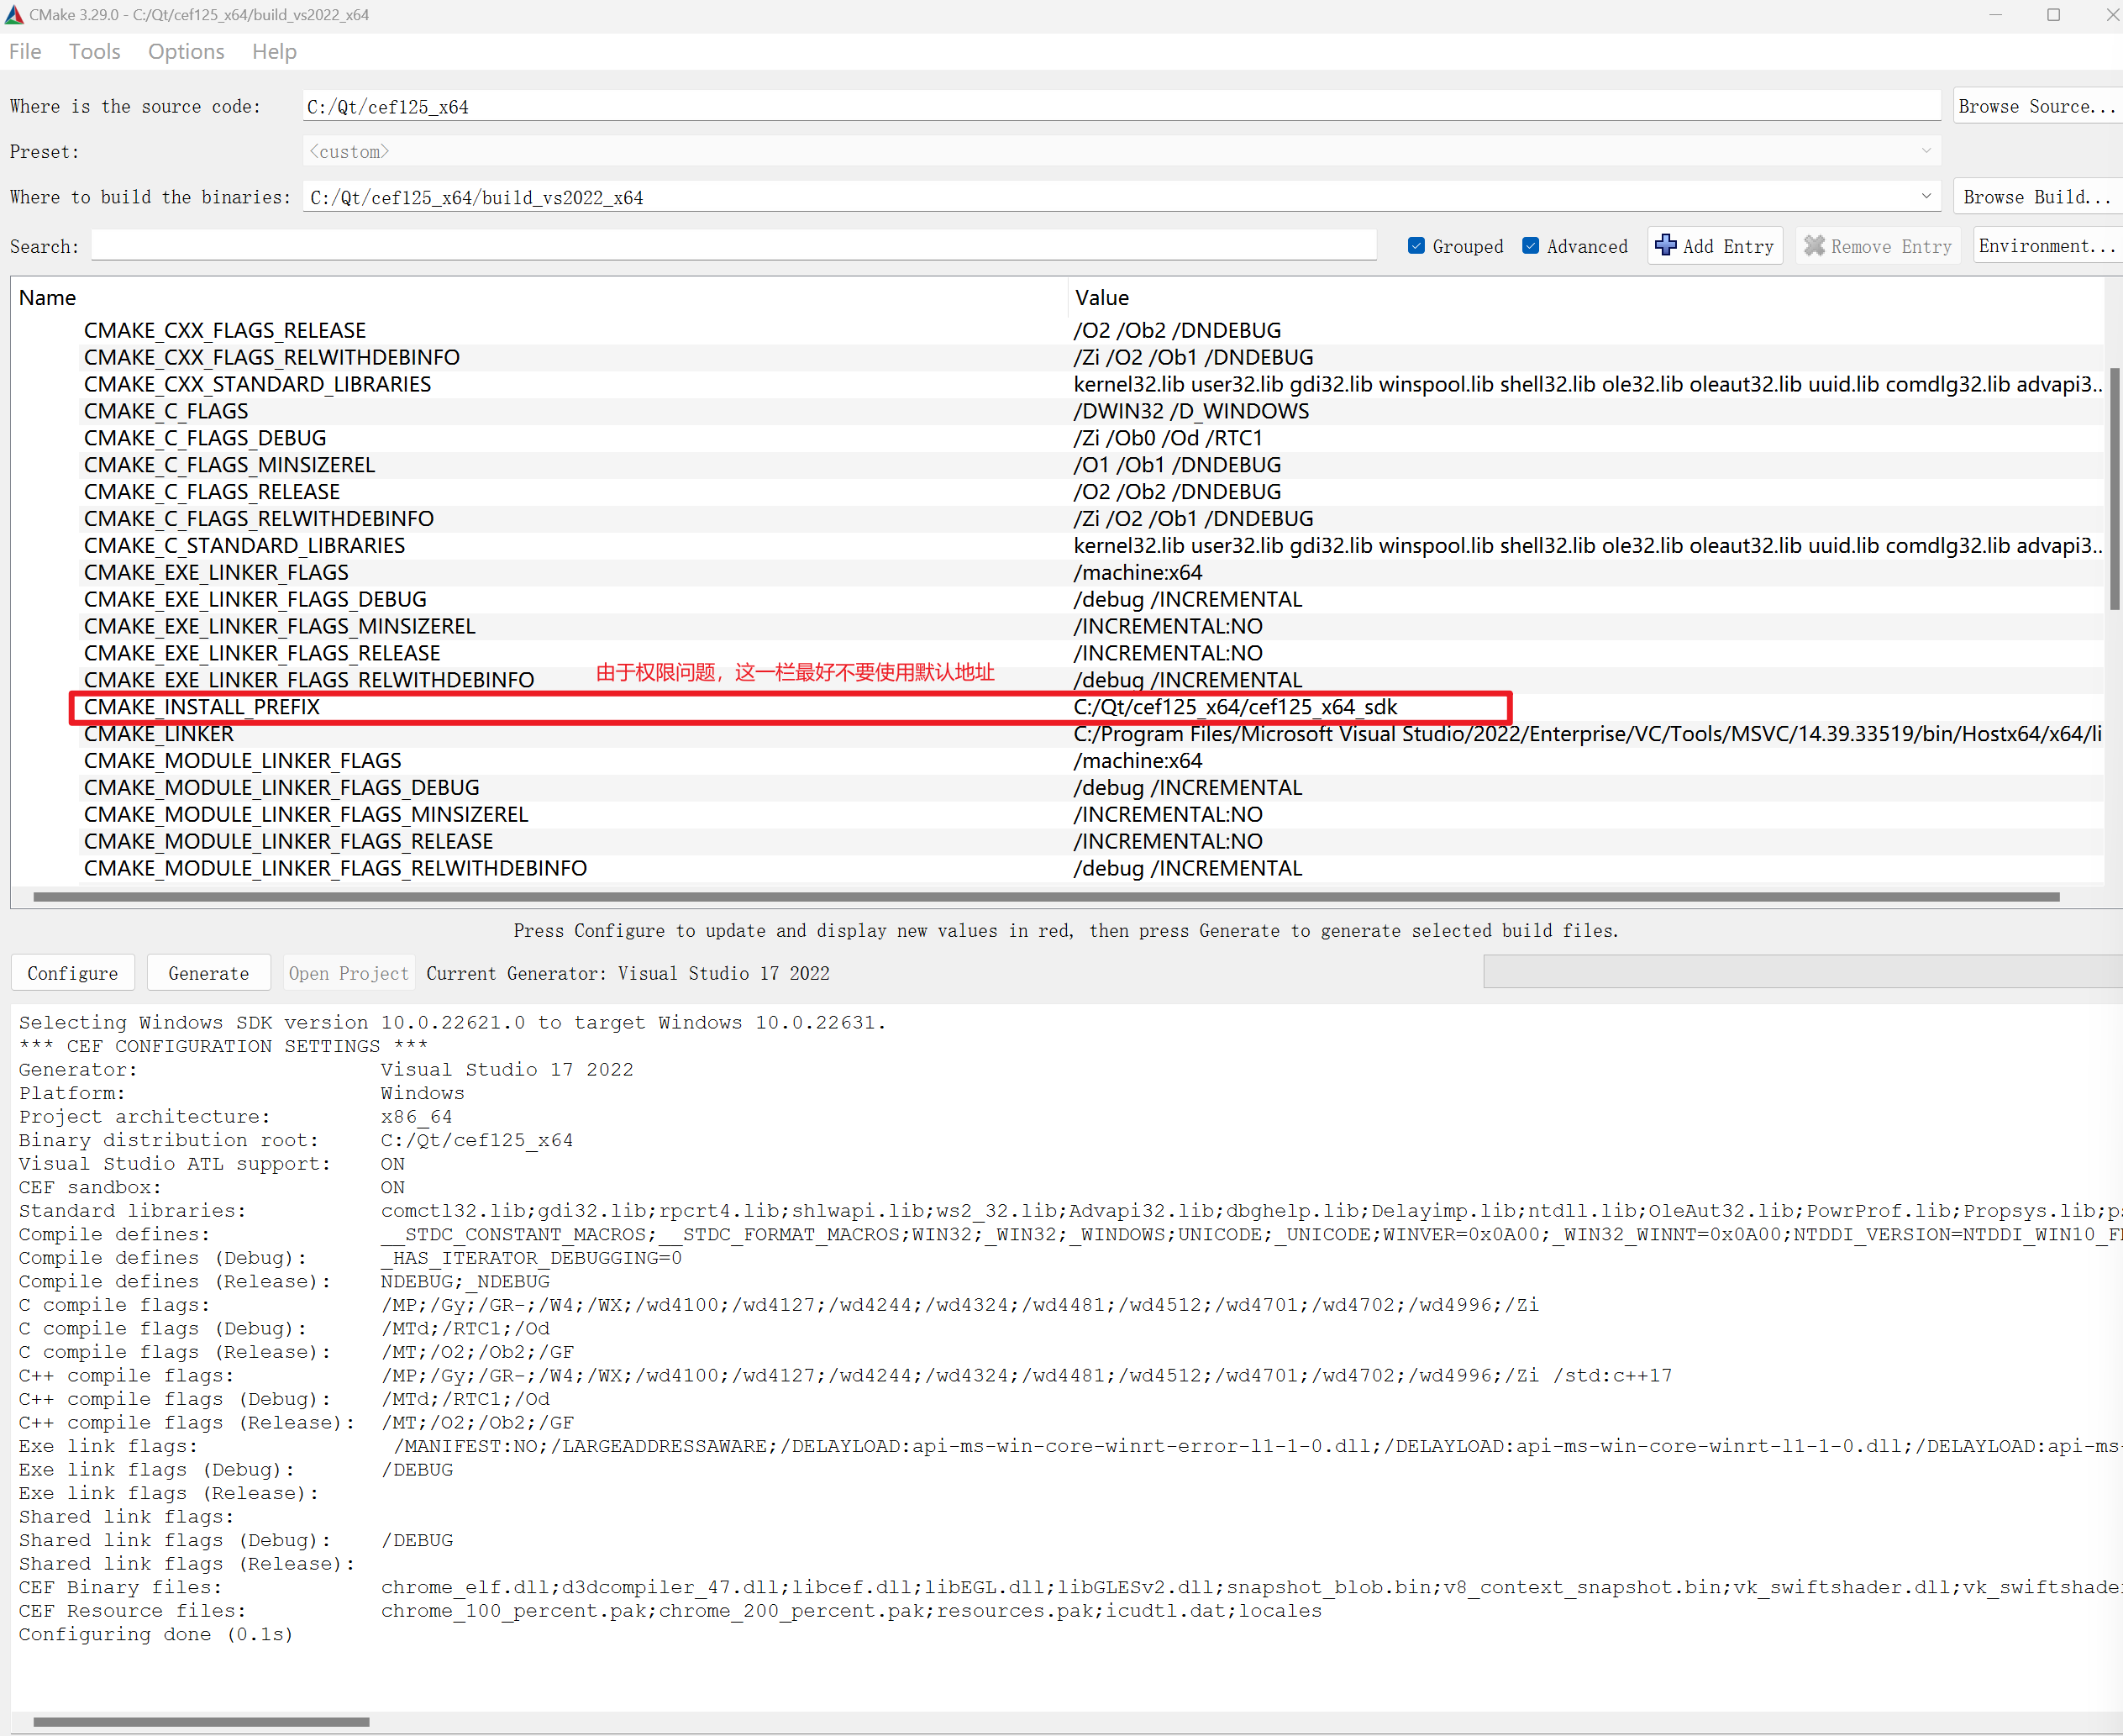 CMake 3.29.0 - C:/Qt/cef125_x64/build_vs2022_x64
File Tools Options Help
Where is the source code: C:/Qt/cef125_x64 Browse Source...
Preset: <custom>
Where to build the binaries: C:/Qt/cef125_x64/build_vs2022_x64 Browse Build...
Search: Grouped Advanced Add Entry Remove Entry Environment...
Name Value
CMAKE_CXX_FLAGS_RELEASE /O2 /Ob2 /DNDEBUG
CMAKE_CXX_FLAGS_RELWITHDEBINFO /Zi /O2 /Ob1 /DNDEBUG
CMAKE_CXX_STANDARD_LIBRARIES kernel32.lib user32.lib gdi32.lib winspool.lib shell32.lib ole32.lib oleaut32.lib uuid.lib comdlg32.lib advapi3...
CMAKE_C_FLAGS /DWIN32 /D_WINDOWS
CMAKE_C_FLAGS_DEBUG /Zi /Ob0 /Od /RTC1
CMAKE_C_FLAGS_MINSIZEREL /O1 /Ob1 /DNDEBUG
CMAKE_C_FLAGS_RELEASE /O2 /Ob2 /DNDEBUG
CMAKE_C_FLAGS_RELWITHDEBINFO /Zi /O2 /Ob1 /DNDEBUG
CMAKE_C_STANDARD_LIBRARIES kernel32.lib user32.lib gdi32.lib winspool.lib shell32.lib ole32.lib oleaut32.lib uuid.lib comdlg32.lib advapi3...
CMAKE_EXE_LINKER_FLAGS /machine:x64
CMAKE_EXE_LINKER_FLAGS_DEBUG /debug /INCREMENTAL
CMAKE_EXE_LINKER_FLAGS_MINSIZEREL /INCREMENTAL:NO
CMAKE_EXE_LINKER_FLAGS_RELEASE /INCREMENTAL:NO
由于权限问题，这一栏最好不要使用默认地址
CMAKE_EXE_LINKER_FLAGS_RELWITHDEBINFO /debug /INCREMENTAL
CMAKE_INSTALL_PREFIX C:/Qt/cef125_x64/cef125_x64_sdk
CMAKE_LINKER C:/Program Files/Microsoft Visual Studio/2022/Enterprise/VC/Tools/MSVC/14.39.33519/bin/Hostx64/x64/li
CMAKE_MODULE_LINKER_FLAGS /machine:x64
CMAKE_MODULE_LINKER_FLAGS_DEBUG /debug /INCREMENTAL
CMAKE_MODULE_LINKER_FLAGS_MINSIZEREL /INCREMENTAL:NO
CMAKE_MODULE_LINKER_FLAGS_RELEASE /INCREMENTAL:NO
CMAKE_MODULE_LINKER_FLAGS_RELWITHDEBINFO /debug /INCREMENTAL
Press Configure to update and display new values in red, then press Generate to generate selected build files.
Configure Generate Open Project Current Generator: Visual Studio 17 2022
Selecting Windows SDK version 10.0.22621.0 to target Windows 10.0.22631.
*** CEF CONFIGURATION SETTINGS ***
Generator: Visual Studio 17 2022
Platform: Windows
Project architecture: x86_64
Binary distribution root: C:/Qt/cef125_x64
Visual Studio ATL support: ON
CEF sandbox: ON
Standard libraries: comctl32.lib;gdi32.lib;rpcrt4.lib;shlwapi.lib;ws2_32.lib;Advapi32.lib;dbghelp.lib;Delayimp.lib;ntdll.lib;OleAut32.lib;PowrProf.lib;Propsys.lib;ps
Compile defines: __STDC_CONSTANT_MACROS;__STDC_FORMAT_MACROS;WIN32;_WIN32;_WINDOWS;UNICODE;_UNICODE;WINVER=0x0A00;_WIN32_WINNT=0x0A00;NTDDI_VERSION=NTDDI_WIN10_FE
Compile defines (Debug): _HAS_ITERATOR_DEBUGGING=0
Compile defines (Release): NDEBUG;_NDEBUG
C compile flags: /MP;/Gy;/GR-;/W4;/WX;/wd4100;/wd4127;/wd4244;/wd4324;/wd4481;/wd4512;/wd4701;/wd4702;/wd4996;/Zi
C compile flags (Debug): /MTd;/RTC1;/Od
C compile flags (Release): /MT;/O2;/Ob2;/GF
C++ compile flags: /MP;/Gy;/GR-;/W4;/WX;/wd4100;/wd4127;/wd4244;/wd4324;/wd4481;/wd4512;/wd4701;/wd4702;/wd4996;/Zi /std:c++17
C++ compile flags (Debug): /MTd;/RTC1;/Od
C++ compile flags (Release): /MT;/O2;/Ob2;/GF
Exe link flags: /MANIFEST:NO;/LARGEADDRESSAWARE;/DELAYLOAD:api-ms-win-core-winrt-error-l1-1-0.dll;/DELAYLOAD:api-ms-win-core-winrt-l1-1-0.dll;/DELAYLOAD:api-ms-
Exe link flags (Debug): /DEBUG
Exe link flags (Release):
Shared link flags:
Shared link flags (Debug): /DEBUG
Shared link flags (Release):
CEF Binary files: chrome_elf.dll;d3dcompiler_47.dll;libcef.dll;libEGL.dll;libGLESv2.dll;snapshot_blob.bin;v8_context_snapshot.bin;vk_swiftshader.dll;vk_swiftshader
CEF Resource files: chrome_100_percent.pak;chrome_200_percent.pak;resources.pak;icudtl.dat;locales
Configuring done (0.1s)